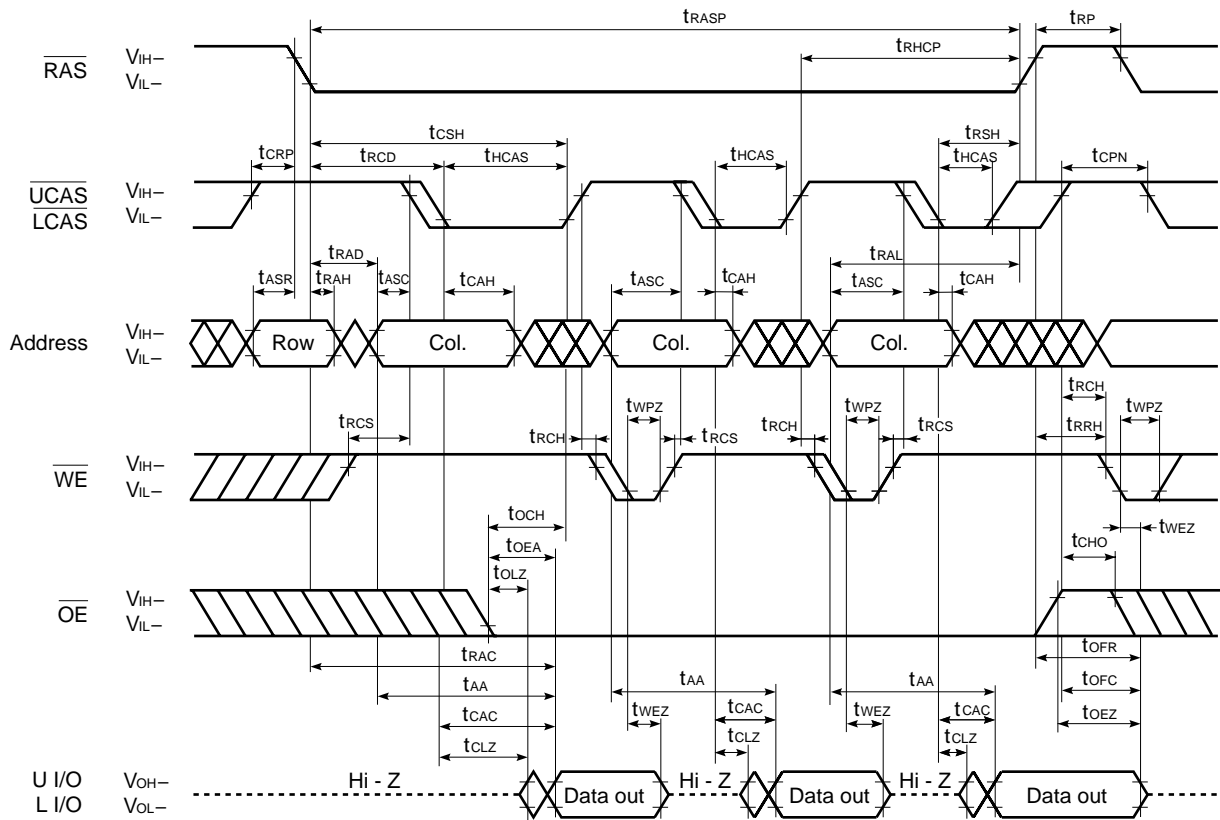 tRASP
tRP
tRHCP
RAS
VIH–
VIL–
tCSH
tRSH
tCRP
tRCD
tHCAS
tHCAS
tHCAS
tCPN
UCAS
VIH–
LCAS
VIL–
tRAD
tRAL
tASR
tRAH
tASC
tCAH
tASC
tCAH
tASC
tCAH
Address
VIH–
VIL–
Row
Col.
Col.
Col.
tRCH
tRCS
tWPZ
tWPZ
tWPZ
tRCH
tRCS
tRCH
tRCS
tRRH
WE
VIH–
VIL–
tOCH
tWEZ
tOEA
tCHO
tOLZ
OE
VIH–
VIL–
tRAC
tOFR
tAA
tAA
tAA
tOFC
tCAC
tWEZ
tCAC
tWEZ
tCAC
tOEZ
tCLZ
tCLZ
tCLZ
U I/O
VOH–
L I/O
VOL–
Hi - Z
Data out
Hi - Z
Data out
Hi - Z
Data out